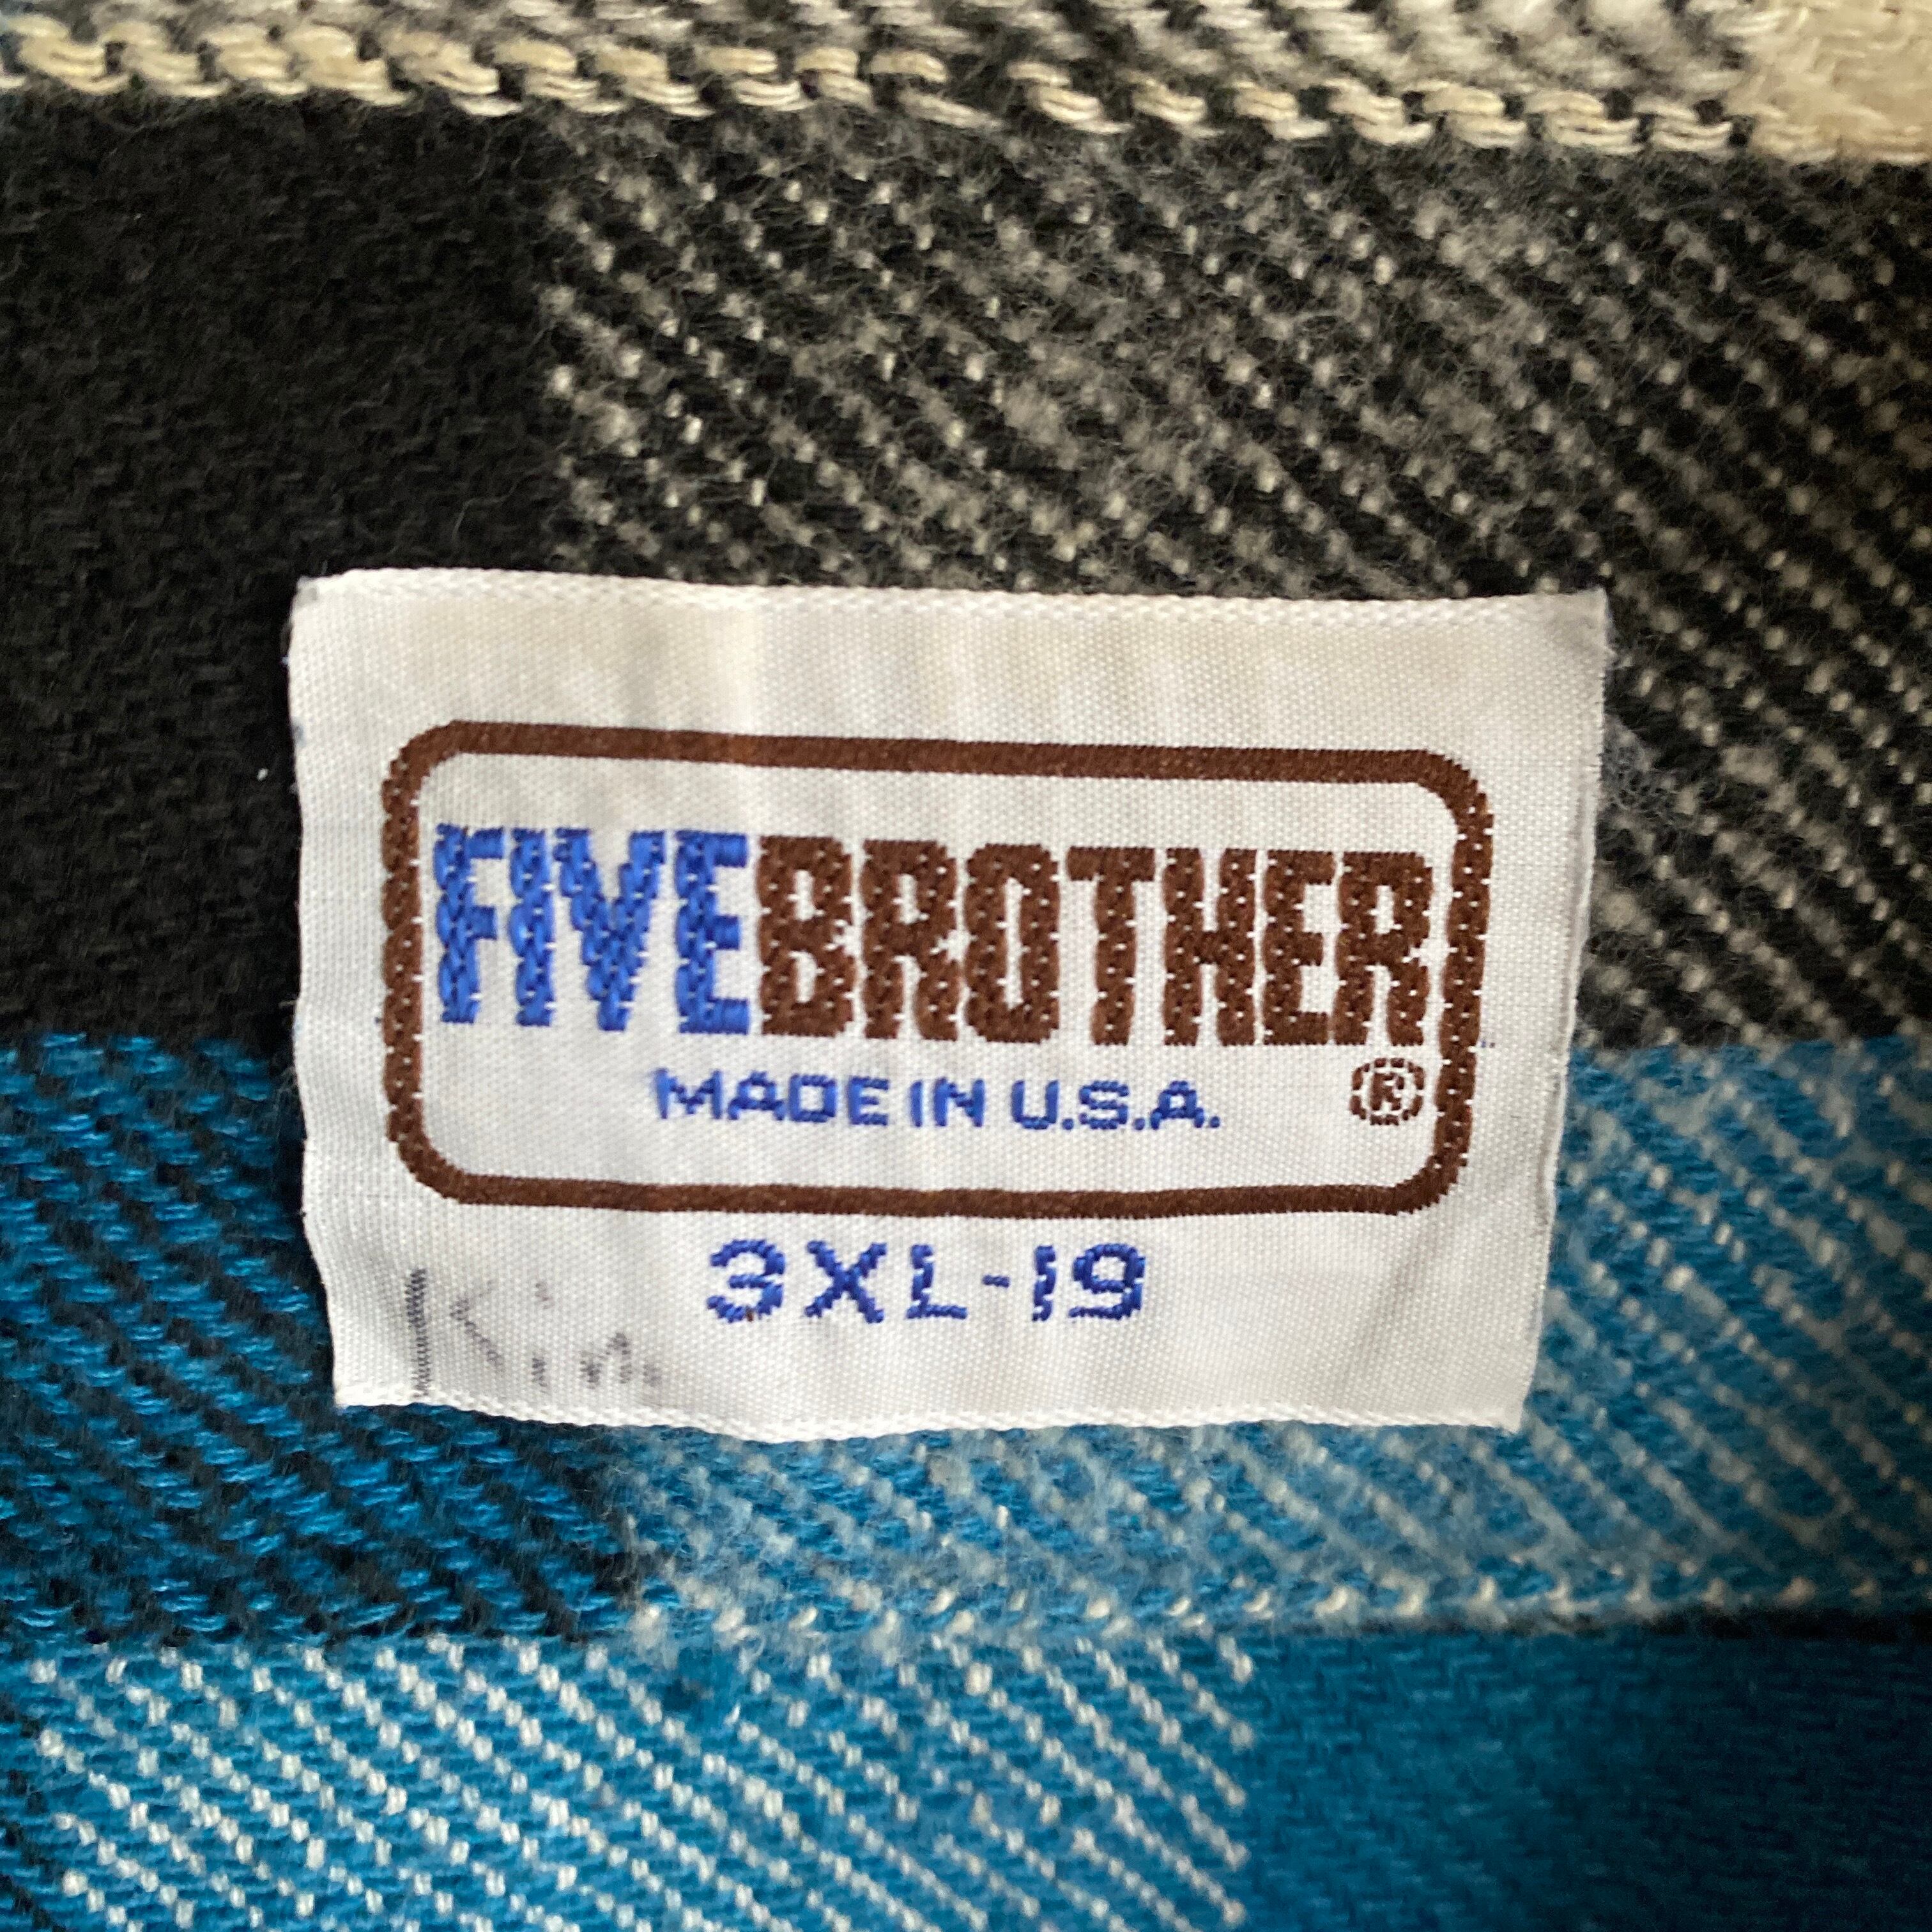 FIVEBROTHER
MADE IN U.S.A. ®
3XL-19